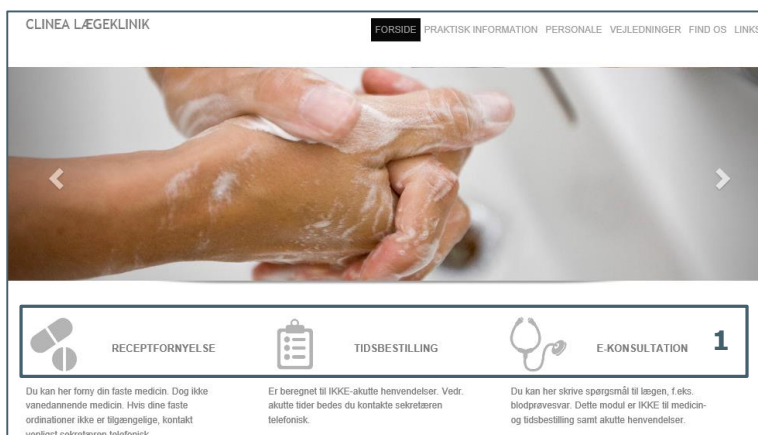 CLINEA LÆGEKLINIK
FORSIDE PRAKTISK INFORMATION PERSONALE VEJLEDNINGER FIND OS LINKS
RECEPTFORNYELSE
TIDSBESTILLING
E-KONSULTATION
1
Du kan her forny din faste medicin. Dog ikke
vanedannende medicin. Hvis dine faste
ordinationer ikke er tilgængelige, kontakt
venligst sekretæren telefonisk.
Er beregnet til IKKE-akutte henvendelser. Vedr.
akutte tider bedes du kontakte sekretæren
telefonisk.
Du kan her skrive spørgsmål til lægen, f.eks.
blodprøvesvar. Dette modul er IKKE til medicin-
og tidsbestilling samt akutte henvendelser.